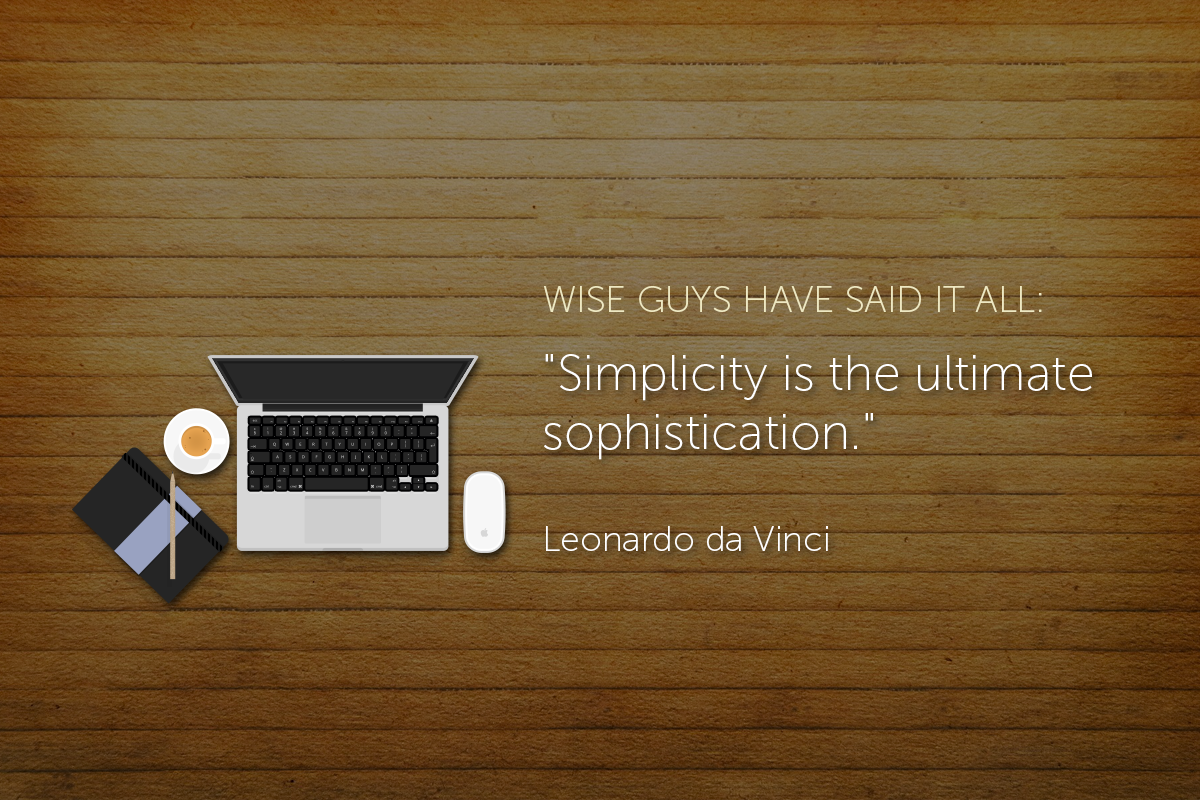 WISE GUYS HAVE SAID IT ALL:
"Simplicity is the ultimate
sophistication."
Leonardo da Vinci